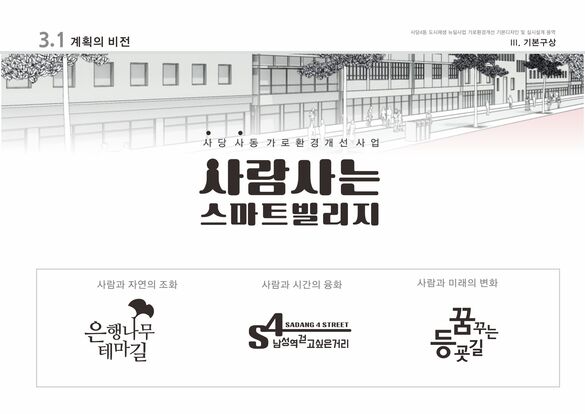 3.1 계획의 비전
사당4동 도시재생 뉴딜사업 가로환경개선 기본디자인 및 실시설계 용역
III. 기본구상
사당 사동 가로환경개선 사업
사람사는
스마트빌리지
사람과 자연의 조화
은행나무
테마길
사람과 시간의 융화
S4 SADANG 4 STREET
남성역 걷고싶은거리
사람과 미래의 변화
꿈꾸는
등굣길